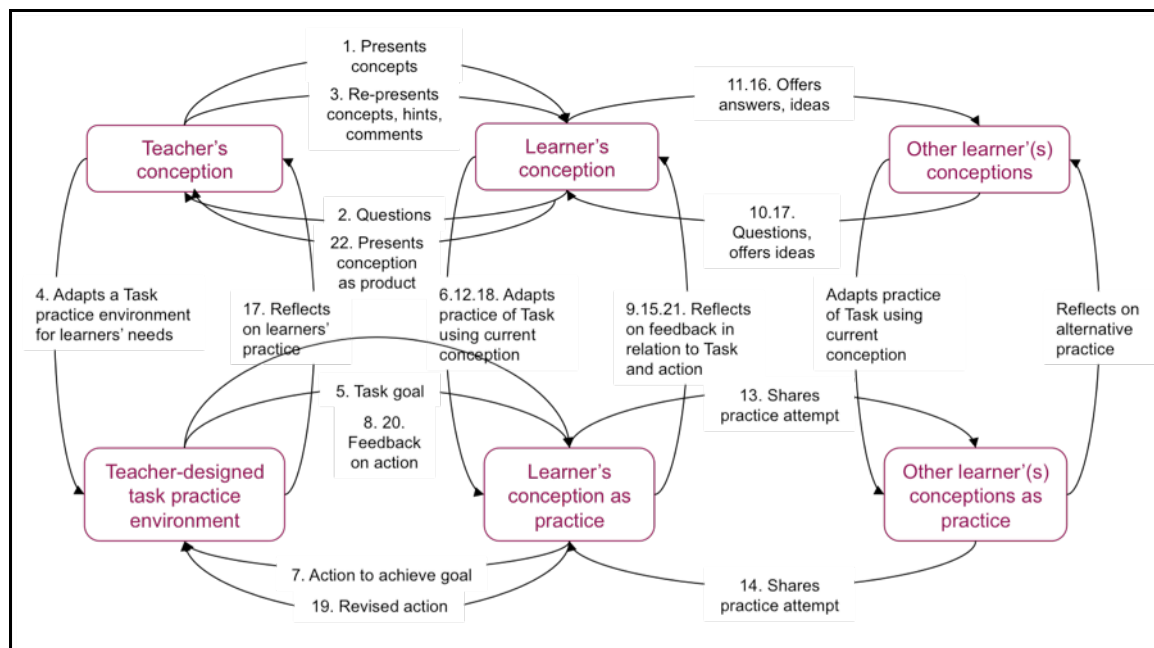 1. Presents
concepts
3. Re-presents
concepts, hints,
comments
11.16. Offers
answers, ideas
Teacher's
conception
Learner's
conception
Other learner'(s)
conceptions
2. Questions
22. Presents
conception
as product
10.17.
Questions,
offers ideas
4. Adapts a Task
practice environment
for learners' needs
17. Reflects
on learners'
practice
6.12.18. Adapts
practice of Task
using current
conception
9.15.21. Reflects
on feedback in
relation to Task
and action
Adapts practice
of Task using
current
conception
Reflects on
alternative
practice
5. Task goal
8. 20.
Feedback
on action
13. Shares
practice attempt
Teacher-designed
task practice
environment
Learner's
conception as
practice
Other learner'(s)
conceptions as
practice
7. Action to achieve goal
19. Revised action
14. Shares
practice attempt